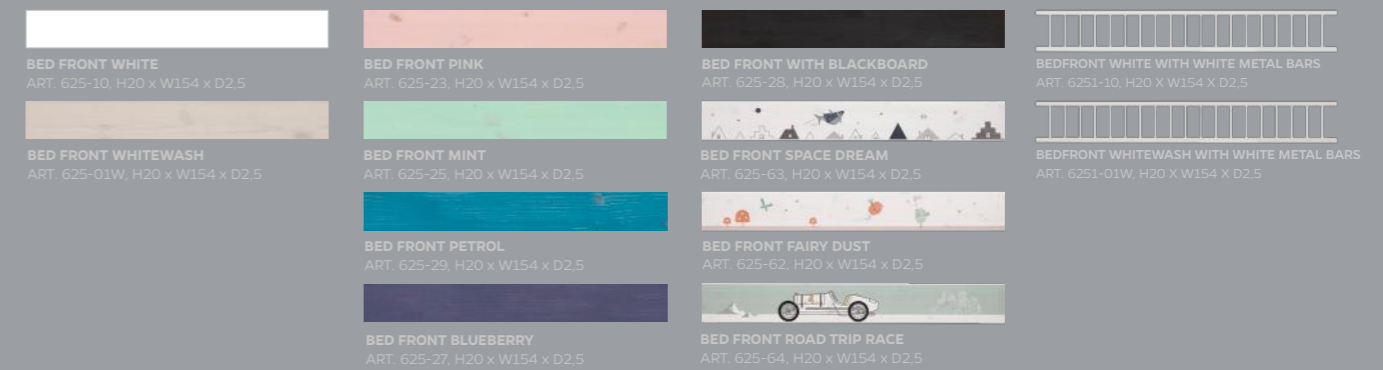 BED FRONT WHITE
ART. 625-10, H20 x W154 x D2,5
BED FRONT WHITEWASH
ART. 625-01W, H20 X W154 x D2,5
BED FRONT PINK
ART. 625-23, H20 x W154 x D2,5
BED FRONT MINT
ART. 625-25, H20 x W154 x D2,5
BED FRONT PETROL
ART. 625-29, H20 x W154 x D2,5
BED FRONT BLUEBERRY
ART. 625-27, H20 x W154 x D2,5
BED FRONT WITH BLACKBOARD
ART. 625-28, H20 x W154 x D2,5
BED FRONT SPACE DREAM
ART. 625-63, H20 x W154 x D2,5
BED FRONT FAIRY DUST
ART. 625-62, H20 x W154 x D2,5
BED FRONT ROAD TRIP RACE
ART. 625-64, H20 x W154 x D2,5
BEDFRONT WHITE WITH WHITE METAL BARS
ART. 6251-10, H20 X W154 X D2,5
BEDFRONT WHITEWASH WITH WHITE METAL BARS
ART. 6251-01W, H20 X W154 X D2,5